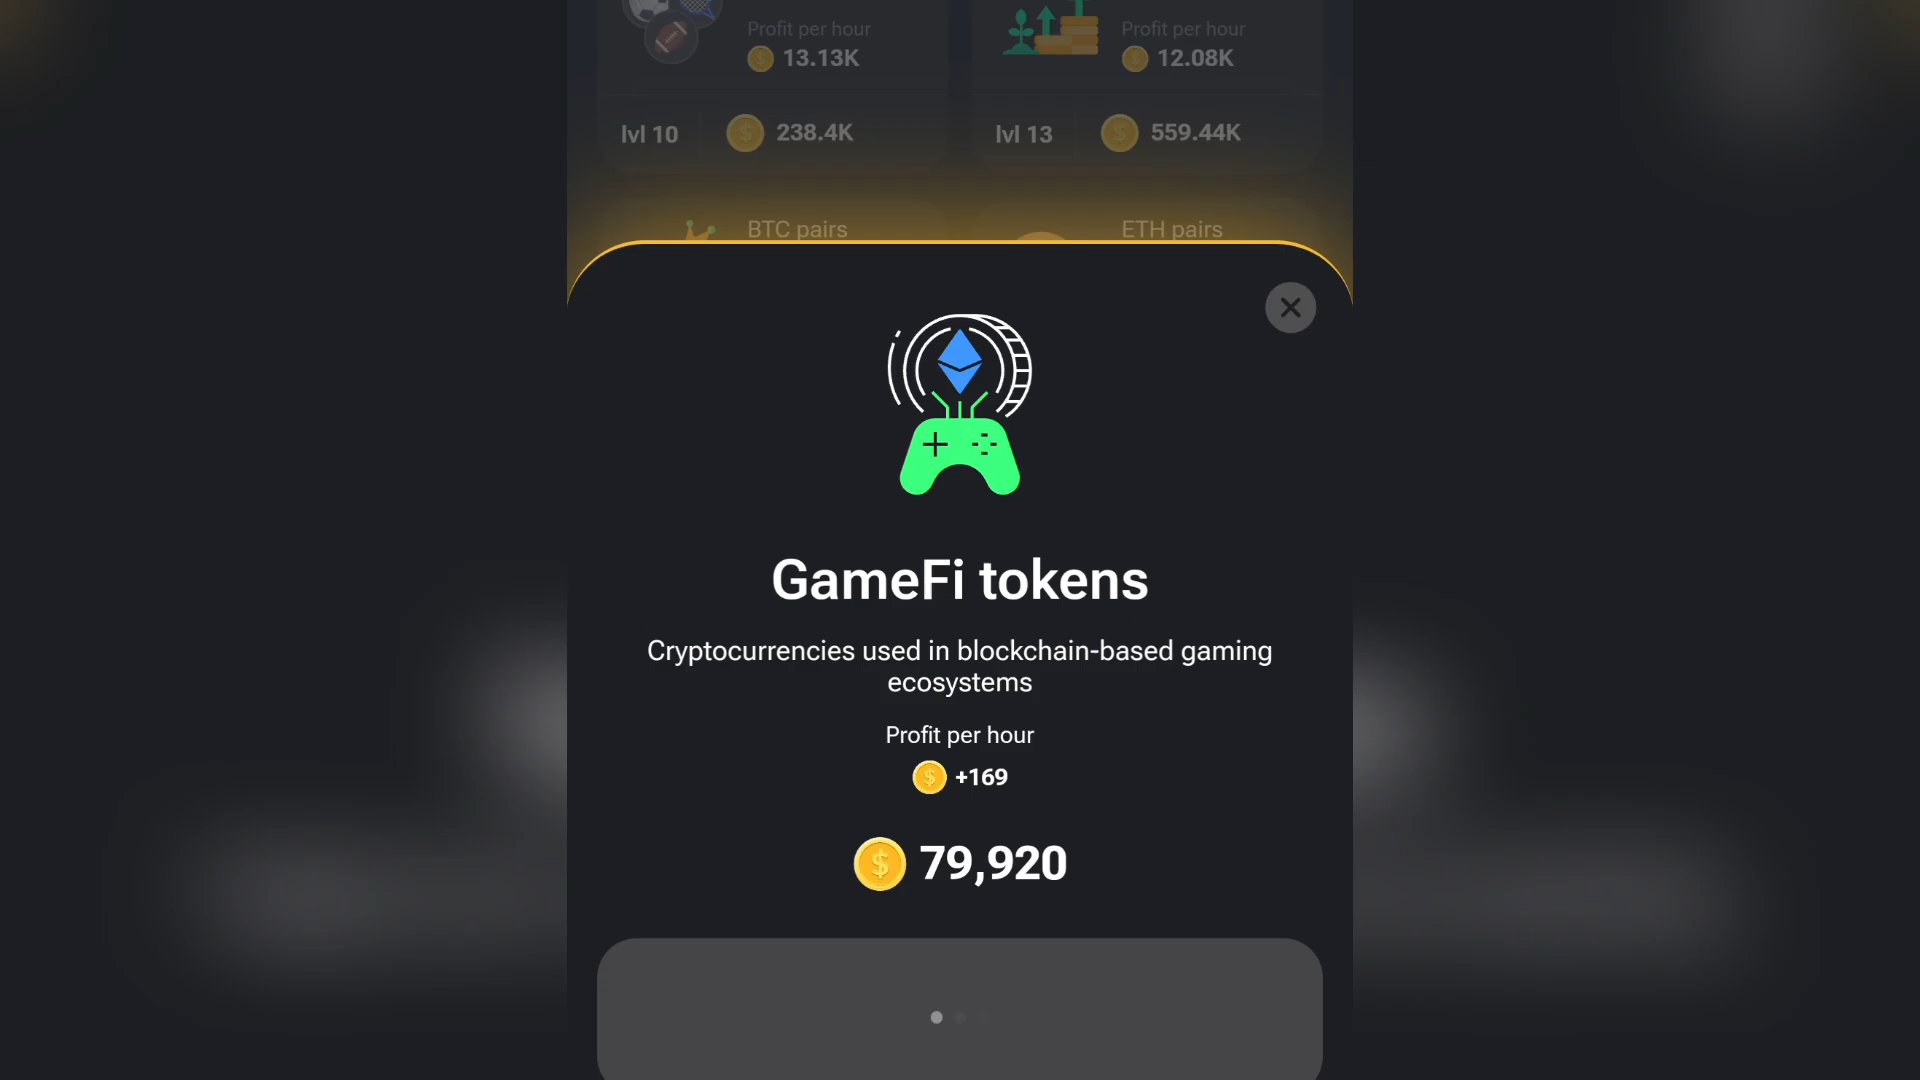 Profit per hour
13.13K
Profit per hour
12.08K
lvl 10
238.4K
lvl 13
559.44K
BTC pairs
ETH pairs
GameFi tokens
Cryptocurrencies used in blockchain-based gaming
ecosystems
Profit per hour
+169
79,920